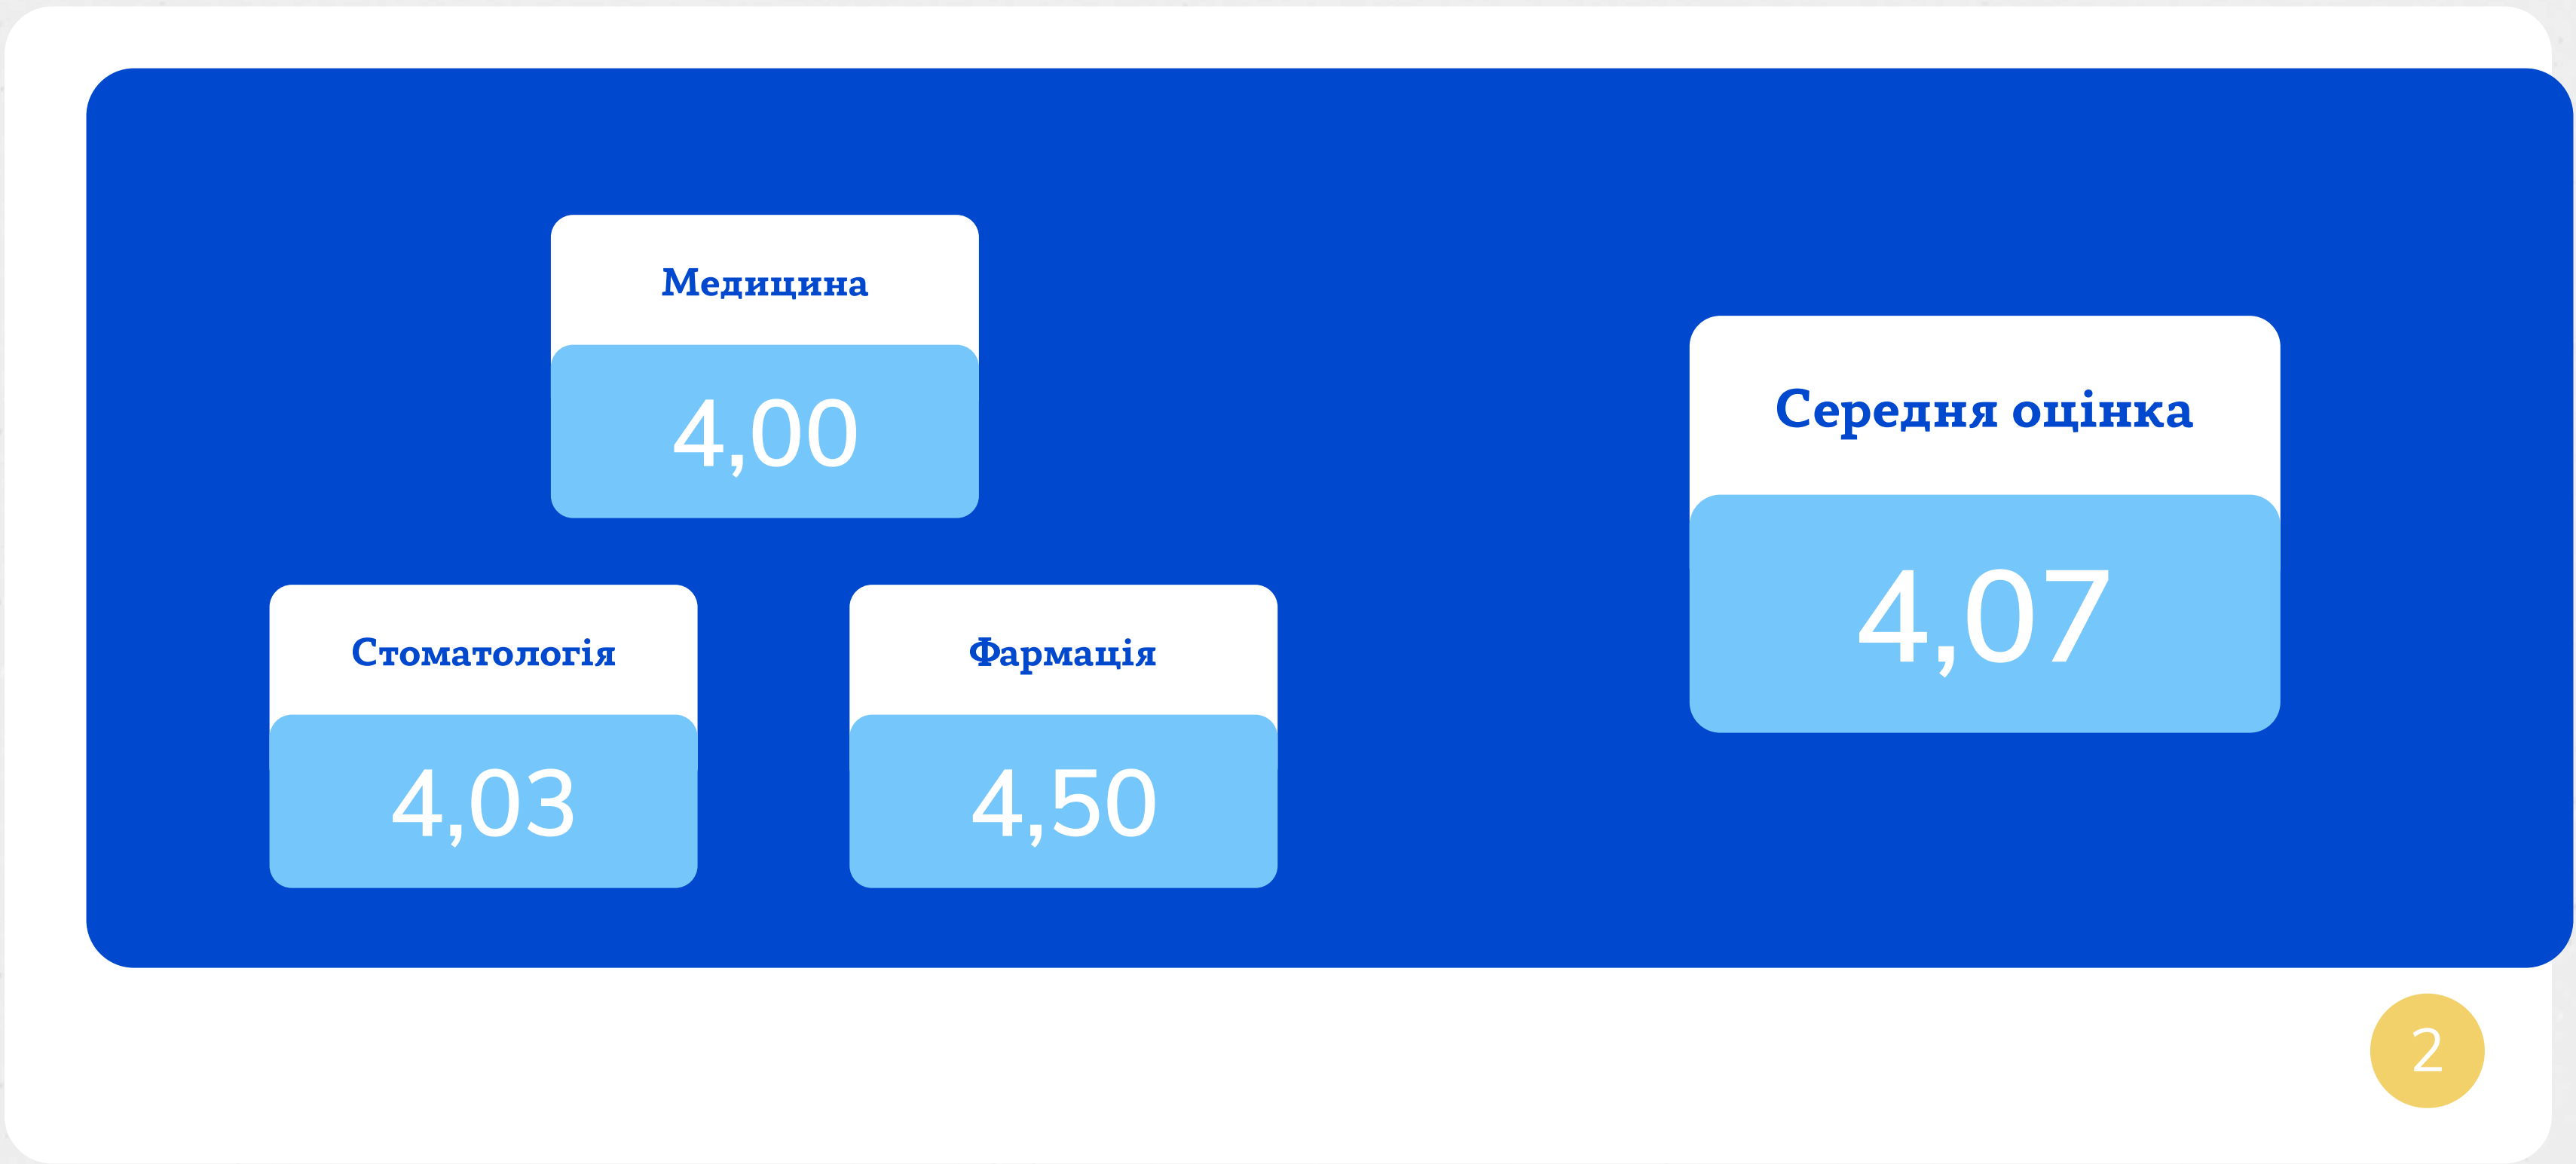 Медицина
4,00
Стоматологія
4,03
Фармація
4,50
Середня оцінка
4,07
2